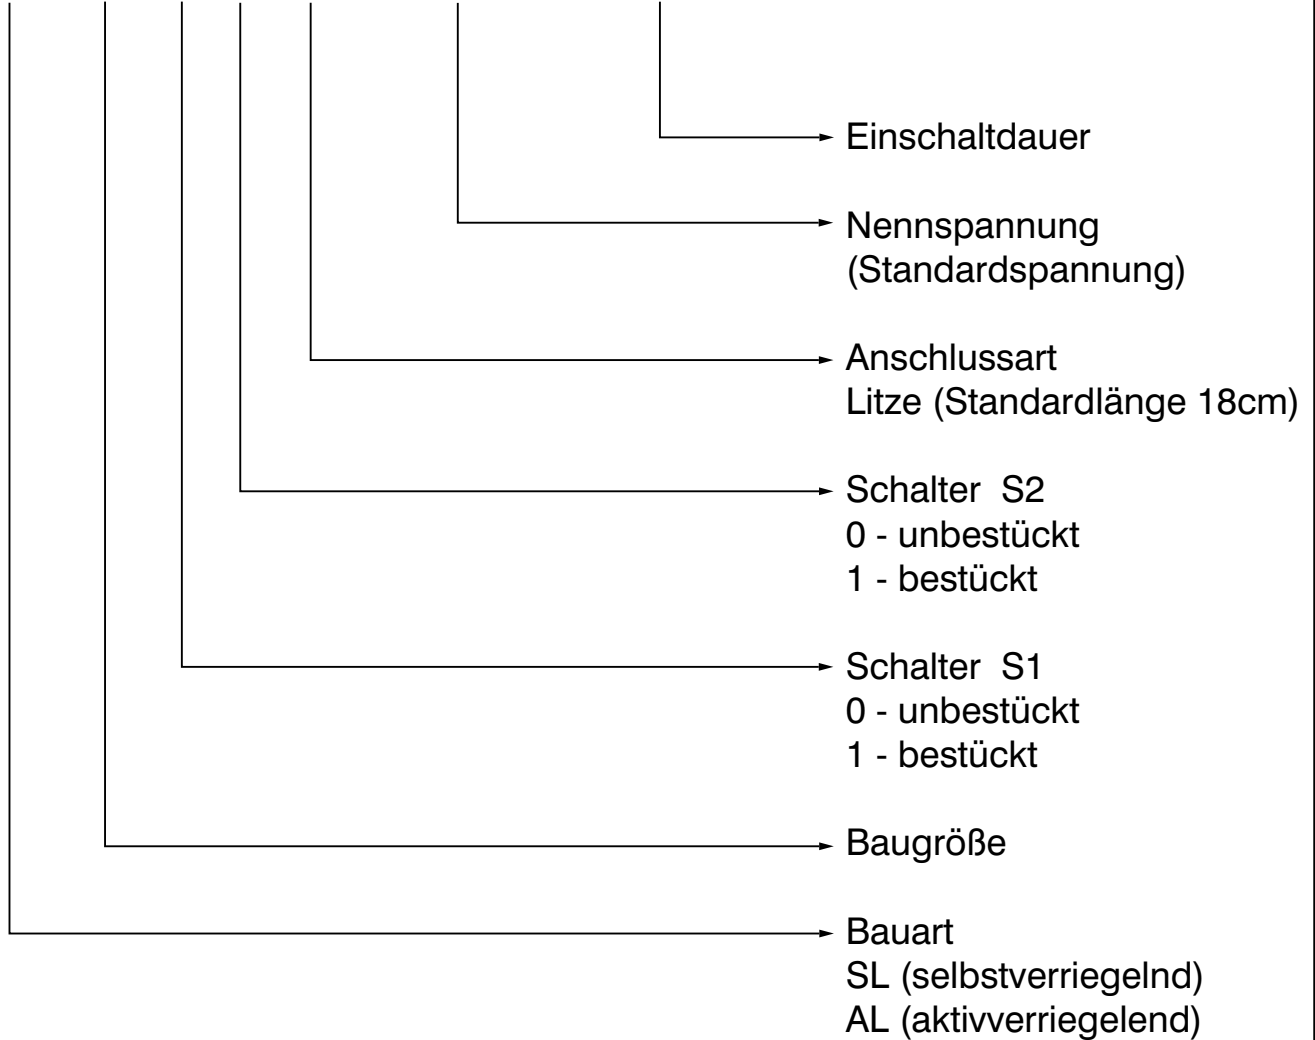 Einschaltdauer
Nennspannung
(Standardspannung)
Anschlussart
Litze (Standardlänge 18cm)
Schalter  S2
0 - unbestückt
1 - bestückt
Schalter  S1
0 - unbestückt
1 - bestückt
Baugröße
Bauart
SL (selbstverriegelnd)
AL (aktivverriegelend)